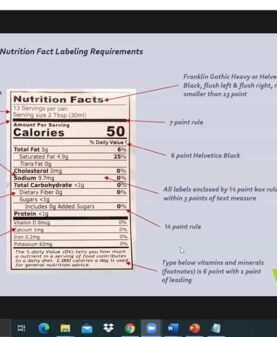 Nutrition Fact Labeling Requirements
Franklin Gothic Heavy or Helve
Black, flush left & flush right,
smaller than 13 point
Nutrition Facts
13 Servings per can
Serving size 2 Tbsp (30ml)
Amount Per Serving
Calories 50
% Daily Value
Total Fat 5g 6%
Saturated Fat 4.9g 25%
Trans Fat 0g
Cholesterol 0mg 0%
Sodium 9.7mg 0%
Total Carbohydrate <1g 0%
Dietary Fiber 0g 0%
Sugars <1g
Includes 0g Added Sugars 0%
Protein <1g
Vitamin D 0mcg 0%
Calcium 1mg 0%
Iron 0.2mg 0%
Potassium 62mg 0%
The % Daily Value (DV) tells you how much
a nutrient in a serving of food contributes
to a daily diet. 2,000 calories a day is used
for general nutrition advice.
7 point rule
6 point Helvetica Black
All labels enclosed by ½ point box rule
within 3 points of text measure
¼ point rule
Type below vitamins and minerals
(footnotes) is 6 point with 1 point
of leading